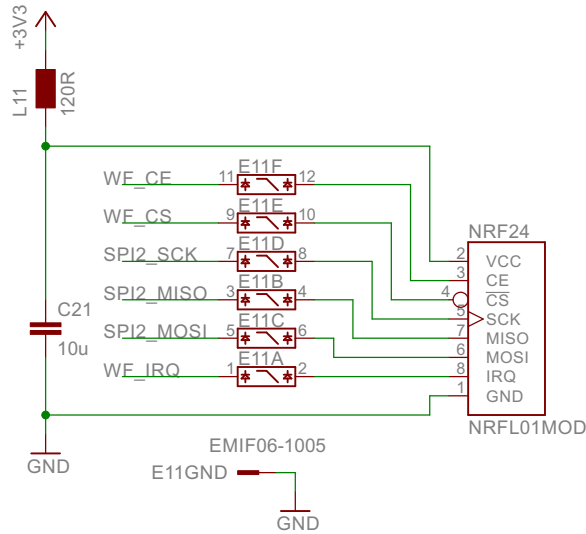 +3V3
L11
120R
E11F
WF_CE 11 12
E11E
WF_CS 9 10
NRF24
E11D
SPI2_SCK 7 8
2 VCC
3 CE
E11B
SPI2_MISO 3 4
4 CS
C21
5 SCK
E11C
SPI2_MOSI 5 6
7 MISO
10u
6 MOSI
E11A
WF_IRQ 1 2
8 IRQ
1 GND
NRFL01MOD
EMIF06-1005
GND
E11GND
GND